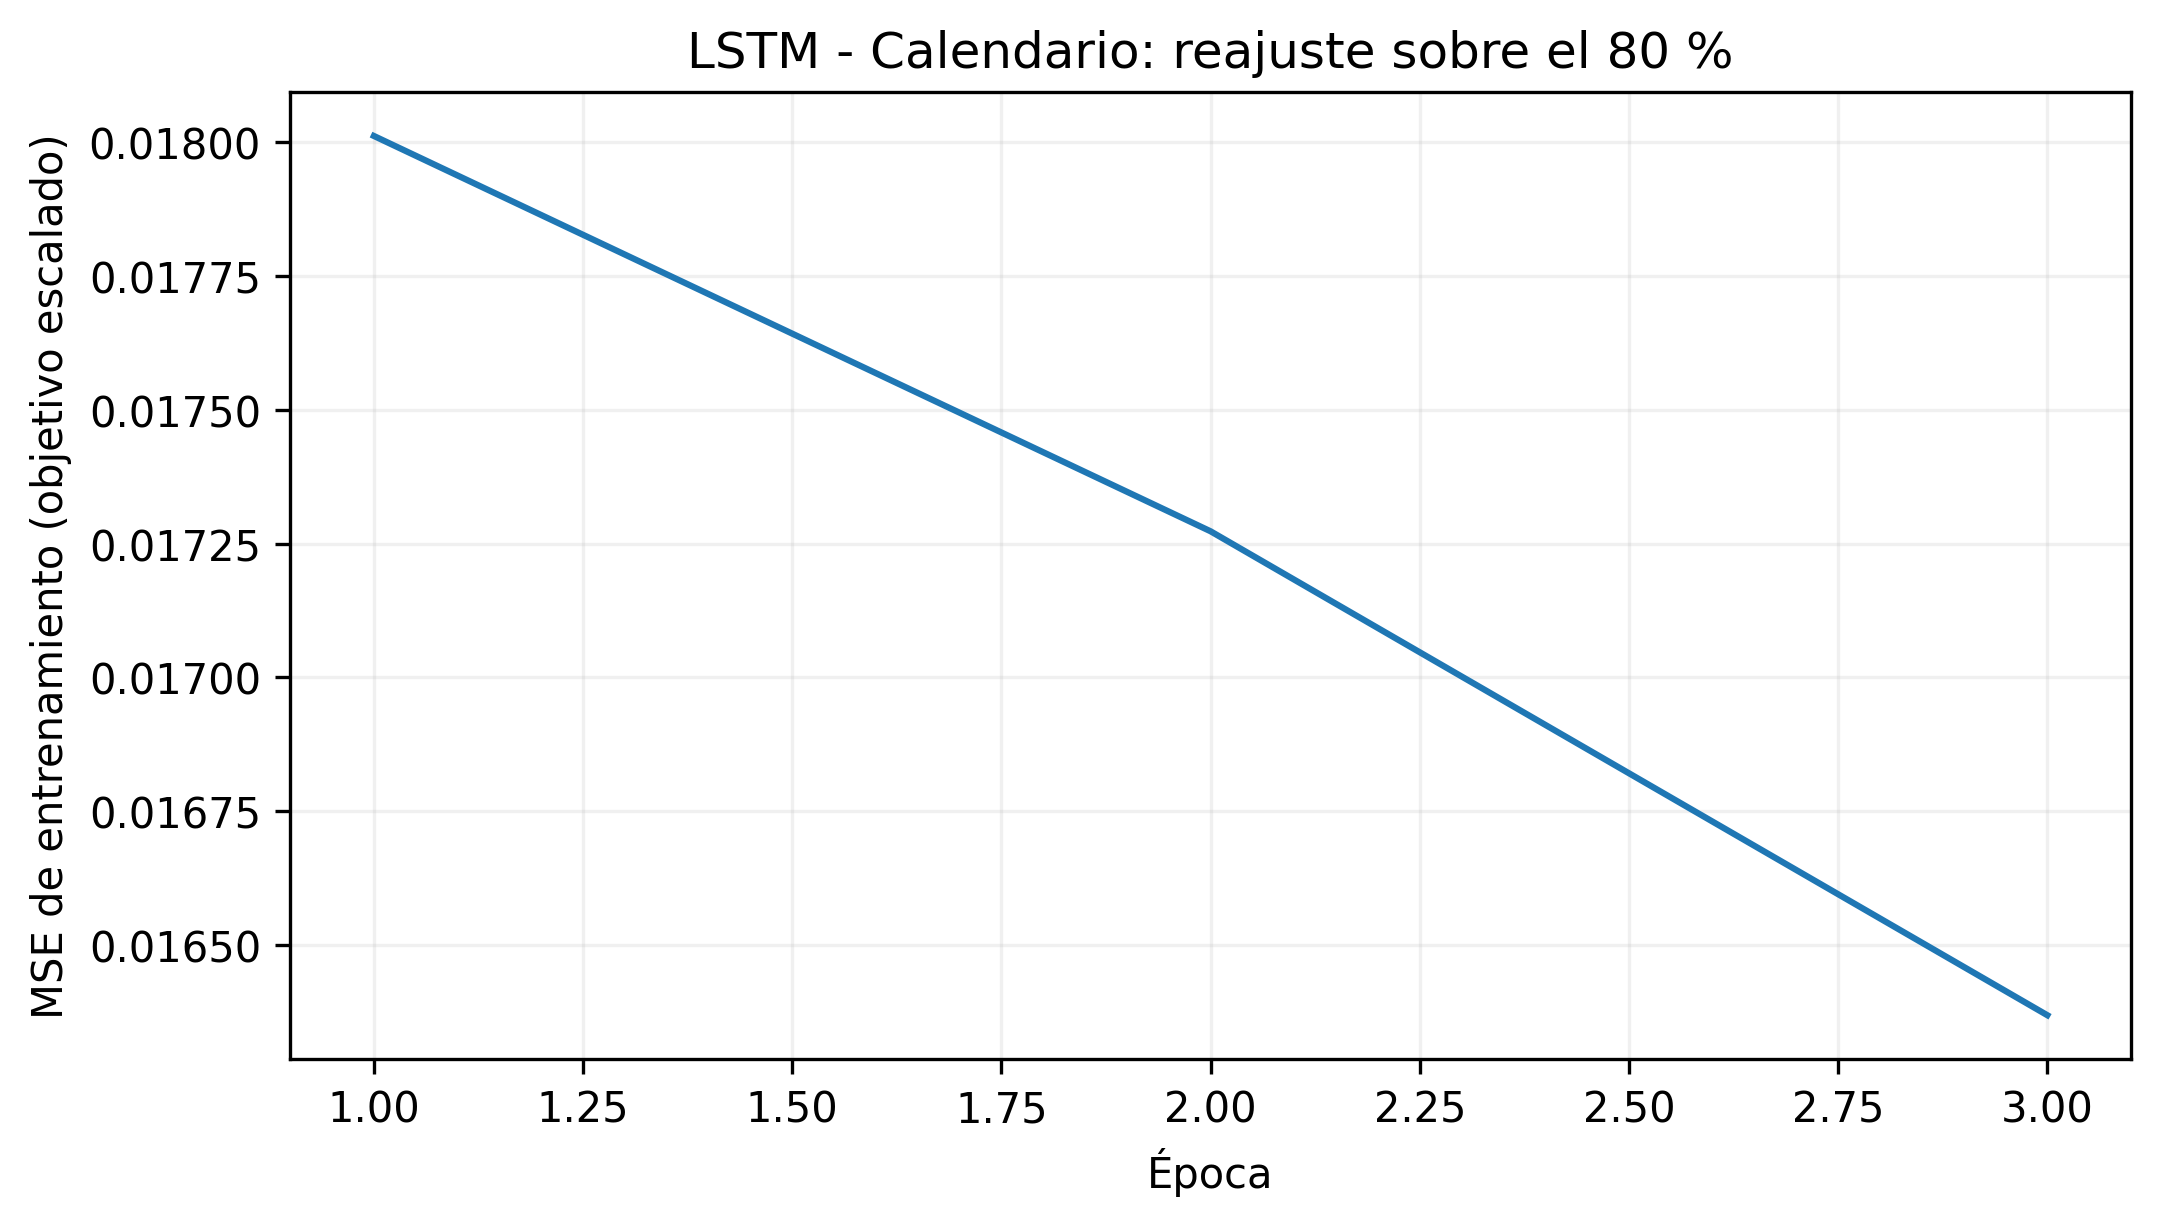 LSTM - Calendario: reajuste sobre el 80 %
MSE de entrenamiento (objetivo escalado)
0.01800
0.01775
0.01750
0.01725
0.01700
0.01675
0.01650
1.00 1.25 1.50 1.75 2.00 2.25 2.50 2.75 3.00
Época